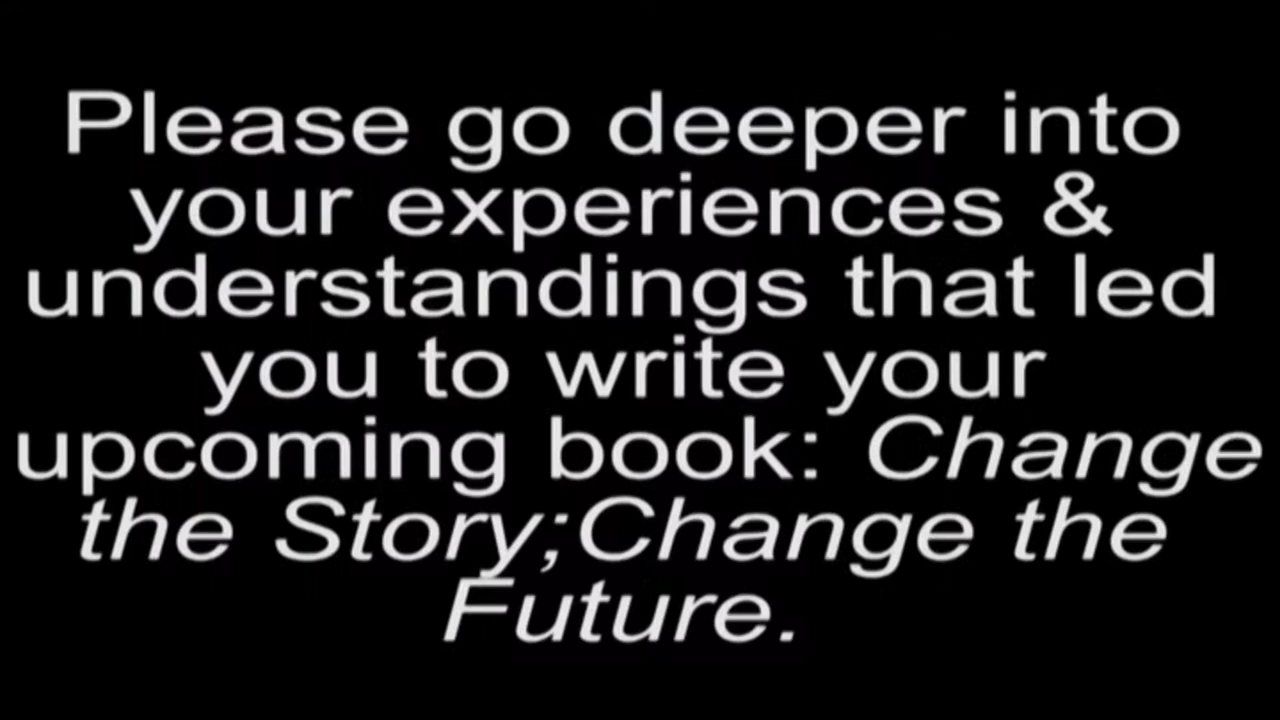 Please go deeper into
your experiences &
understandings that led
you to write your
upcoming book: Change
the Story;Change the
Future.